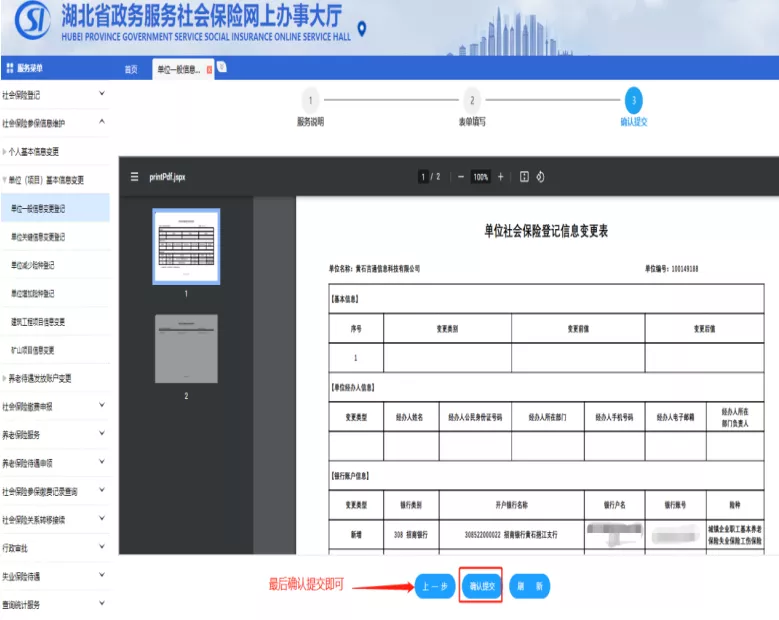 湖北省政务服务社会保险网上办事大厅
HUBEI PROVINCE GOVERNMENT SERVICE SOCIAL INSURANCE ONLINE SERVICE HALL
服务菜单
首页
单位一般信息...
社会保险登记
社会保险参保信息维护
个人基本信息变更
单位（项目）基本信息变更
单位一般信息变更登记
单位关键信息变更登记
单位减少险种登记
单位增加险种登记
建筑工程项目信息变更
矿山项目信息变更
养老待遇发放账户变更
社会保险缴费申报
养老保险服务
养老保险待遇申领
社会保险参保缴费记录查询
社会保险关系转移接续
行政审批
失业保险待遇
查询统计服务
1
2
3
服务说明
表单填写
确认提交
printPdf.jspx
1 / 2
100%
1
2
单位社会保险登记信息变更表
单位名称：黄石吉通信息科技有限公司
单位编号：100149188
【基本信息】
序号 变更类别 变更前值 变更后值
1
【单位经办人信息】
变更类型 经办人姓名 经办人公民身份证号码 经办人所在部门 经办人手机号码 经办人电子邮箱 经办人所在部门负责人
【银行账户信息】
变更类型 银行类别 开户银行名称 银行户名 银行账号 险种
新增 308 招商银行 308522000022 招商银行黄石团城山支行 城镇企业职工基本养老保险失业保险工伤保险
最后确认提交即可
上一步
确认提交
刷 新